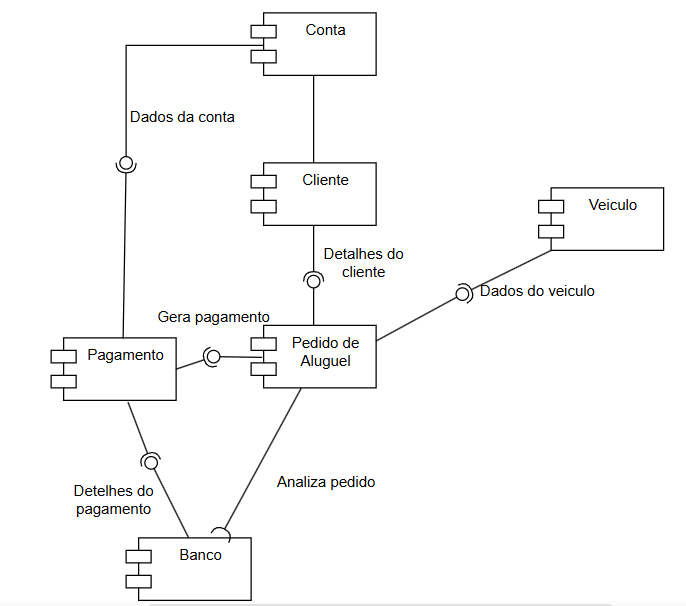 Conta
Dados da conta
Cliente
Veiculo
Detalhes do
cliente
Dados do veiculo
Gera pagamento
Pedido de
Aluguel
Pagamento
Analiza pedido
Detelhes do
pagamento
Banco